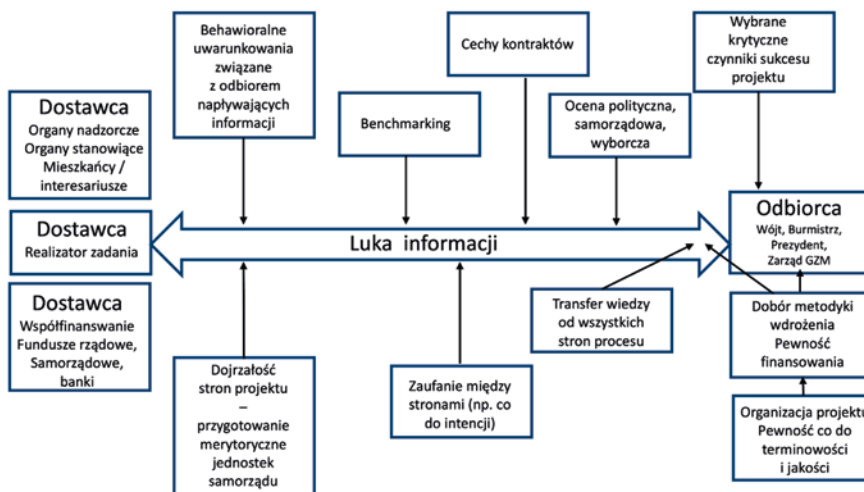 Behawioralne
uwarunkowania
związane
z odbiorem
napływających
informacji
Cechy kontraktów
Wybrane
krytyczne
czynniki sukcesu
projektu
Benchmarking
Ocena polityczna,
samorządowa,
wyborcza
Dostawca
Organy nadzorcze
Organy stanowiące
Mieszkańcy /
interesariusze
Dostawca
Realizator zadania
Luka informacji
Odbiorca
Wójt, Burmistrz,
Prezydent,
Zarząd GZM
Dostawca
Współfinanswanie
Fundusze rządowe,
Samorządowe,
banki
Dojrzałość
stron projektu
–
przygotowanie
merytoryczne
jednostek
samorządu
Zaufanie między
stronami (np. co
do intencji)
Transfer wiedzy
od wszystkich
stron procesu
Dobór metodyki
wdrożenia
Pewność
finansowania
Organizacja projektu
Pewność co do
terminowości
i jakości